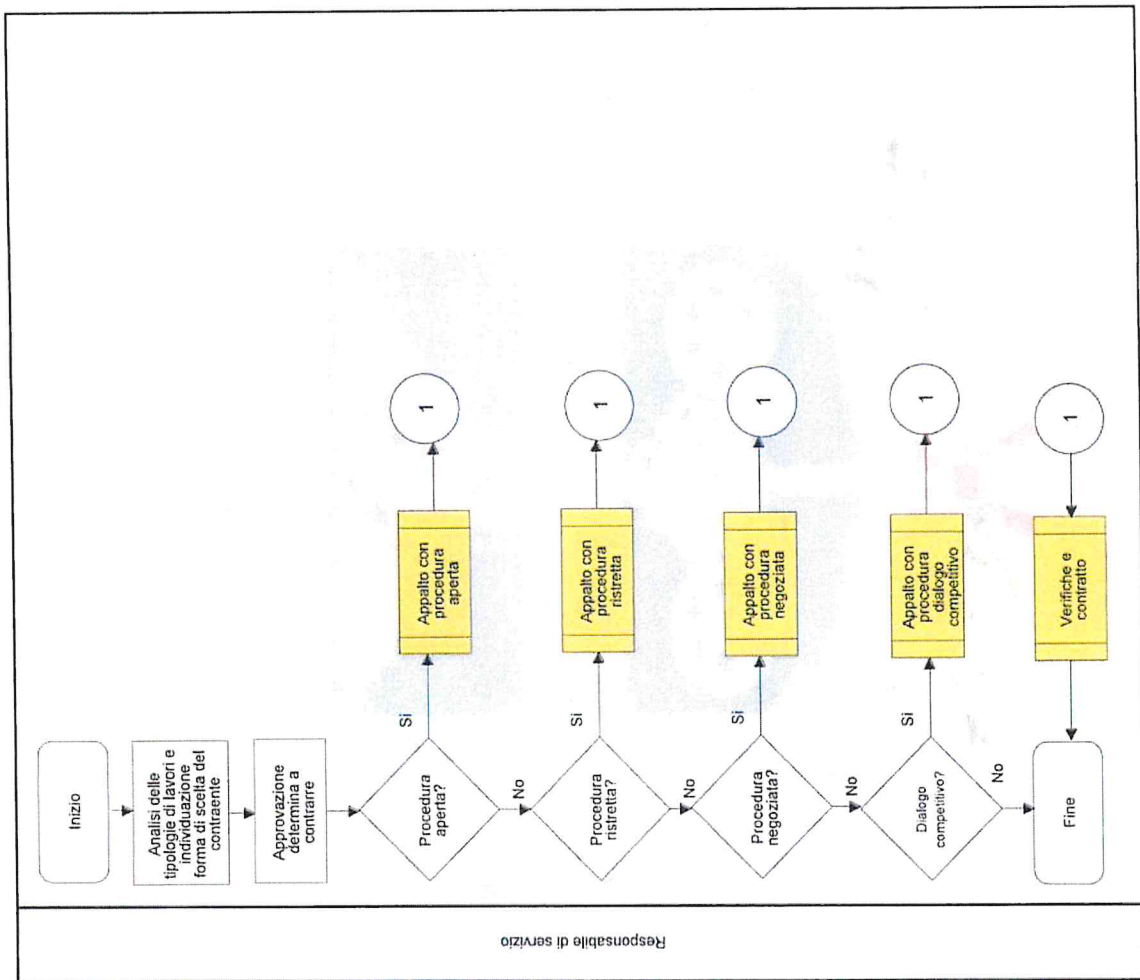 Responsabile di servizio
Inizio
Analisi delle
tipologie di lavori e
individuazione
forma di scelta del
contraente
Approvazione
determina a
contrarre
Procedura
aperta?
Si
Appalto con
procedura
aperta
1
No
Procedura
ristretta?
Si
Appalto con
procedura
ristretta
1
No
Procedura
negoziata?
Si
Appalto con
procedura
negoziata
1
No
Dialogo
competitivo?
Si
Appalto con
procedura
dialogo
competitivo
1
No
Fine
Verifiche e
contratto
1